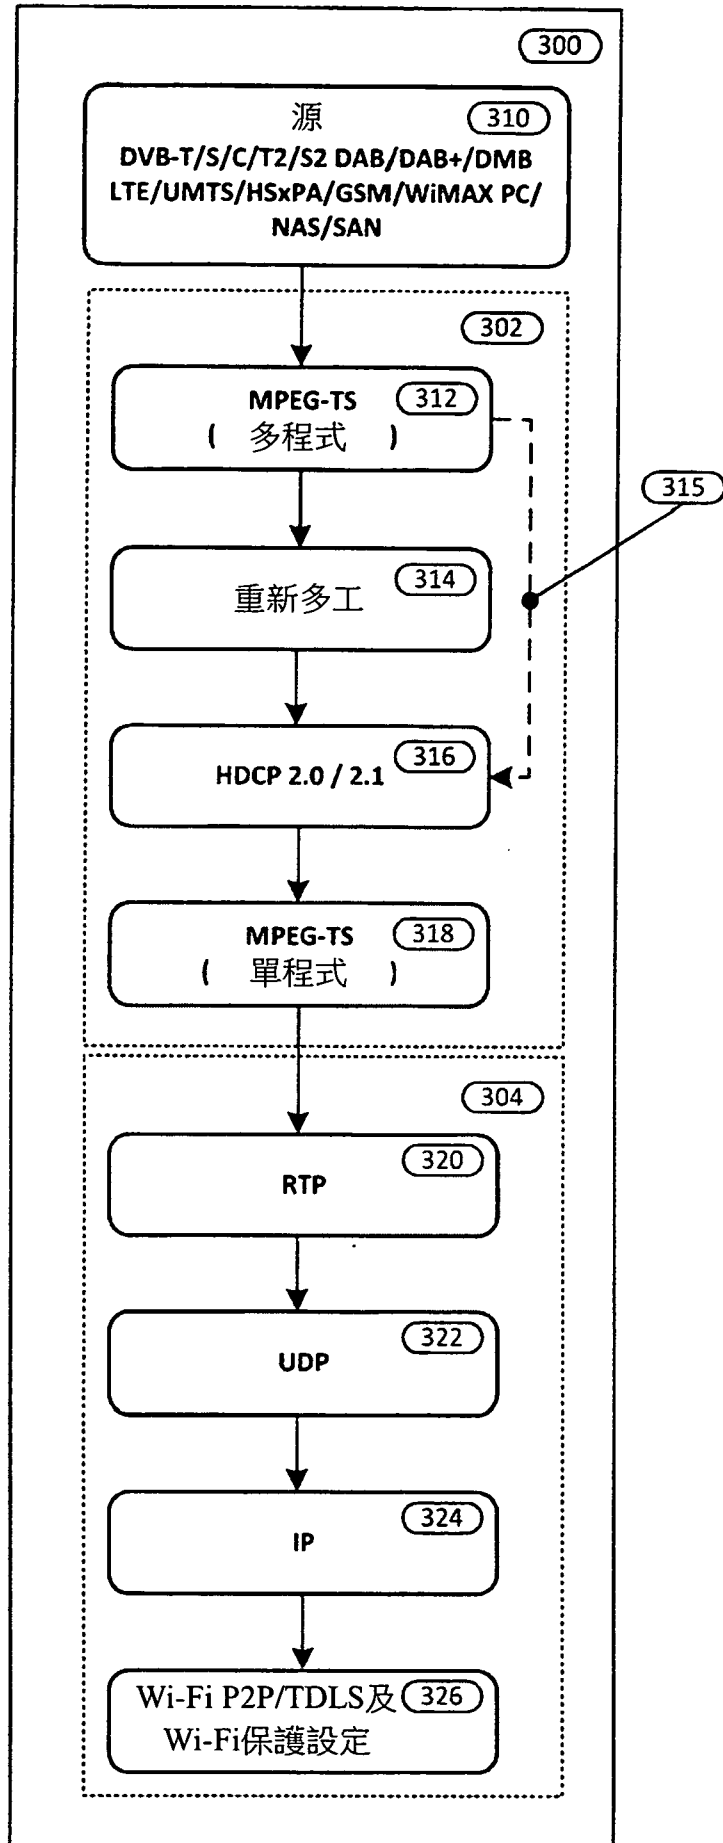 300
源
310
DVB-T/S/C/T2/S2 DAB/DAB+/DMB
LTE/UMTS/HSxPA/GSM/WiMAX PC/
NAS/SAN
302
MPEG-TS
312
( 多程式 )
315
重新多工
314
HDCP 2.0 / 2.1
316
MPEG-TS
318
( 單程式 )
304
RTP
320
UDP
322
IP
324
Wi-Fi P2P/TDLS及
326
Wi-Fi保護設定